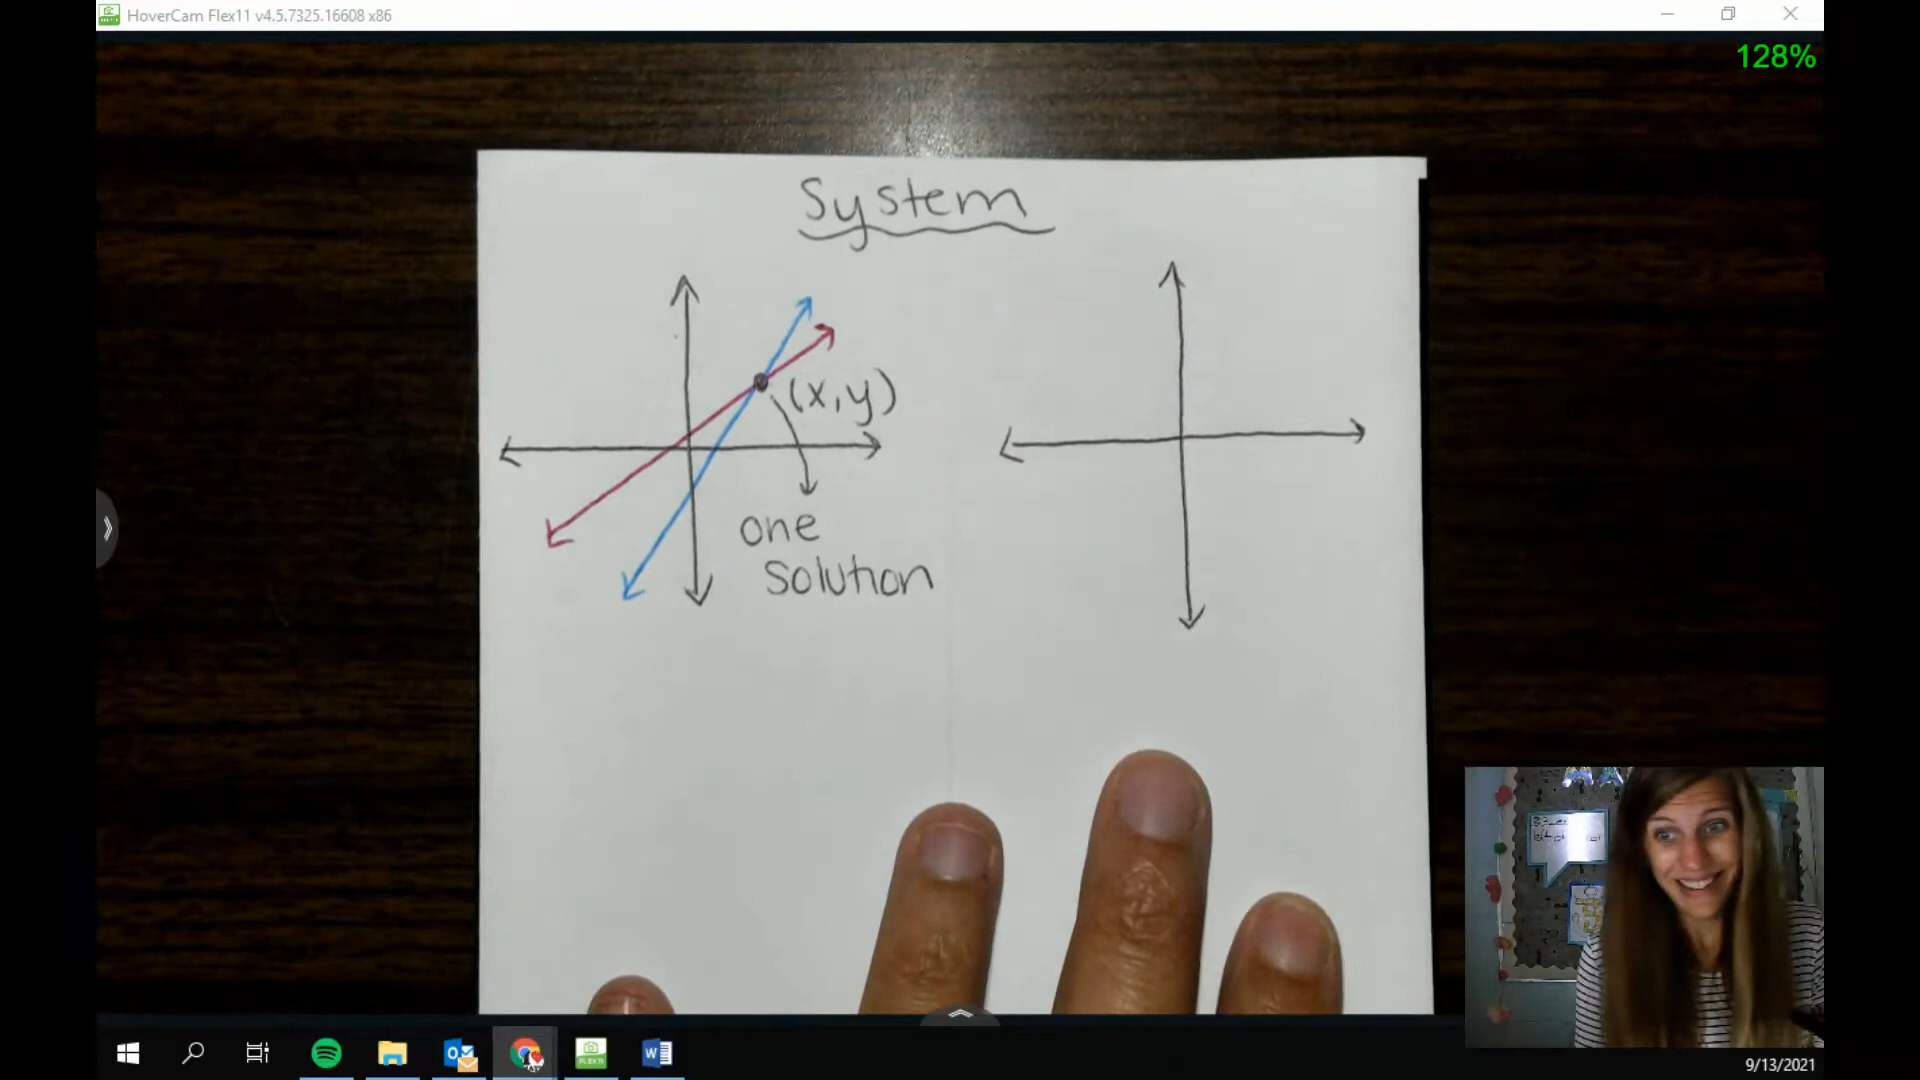 HoverCam Flex11 v4.5.7325.16608 x86
128%
System
(x,y)
one
solution
9/13/2021